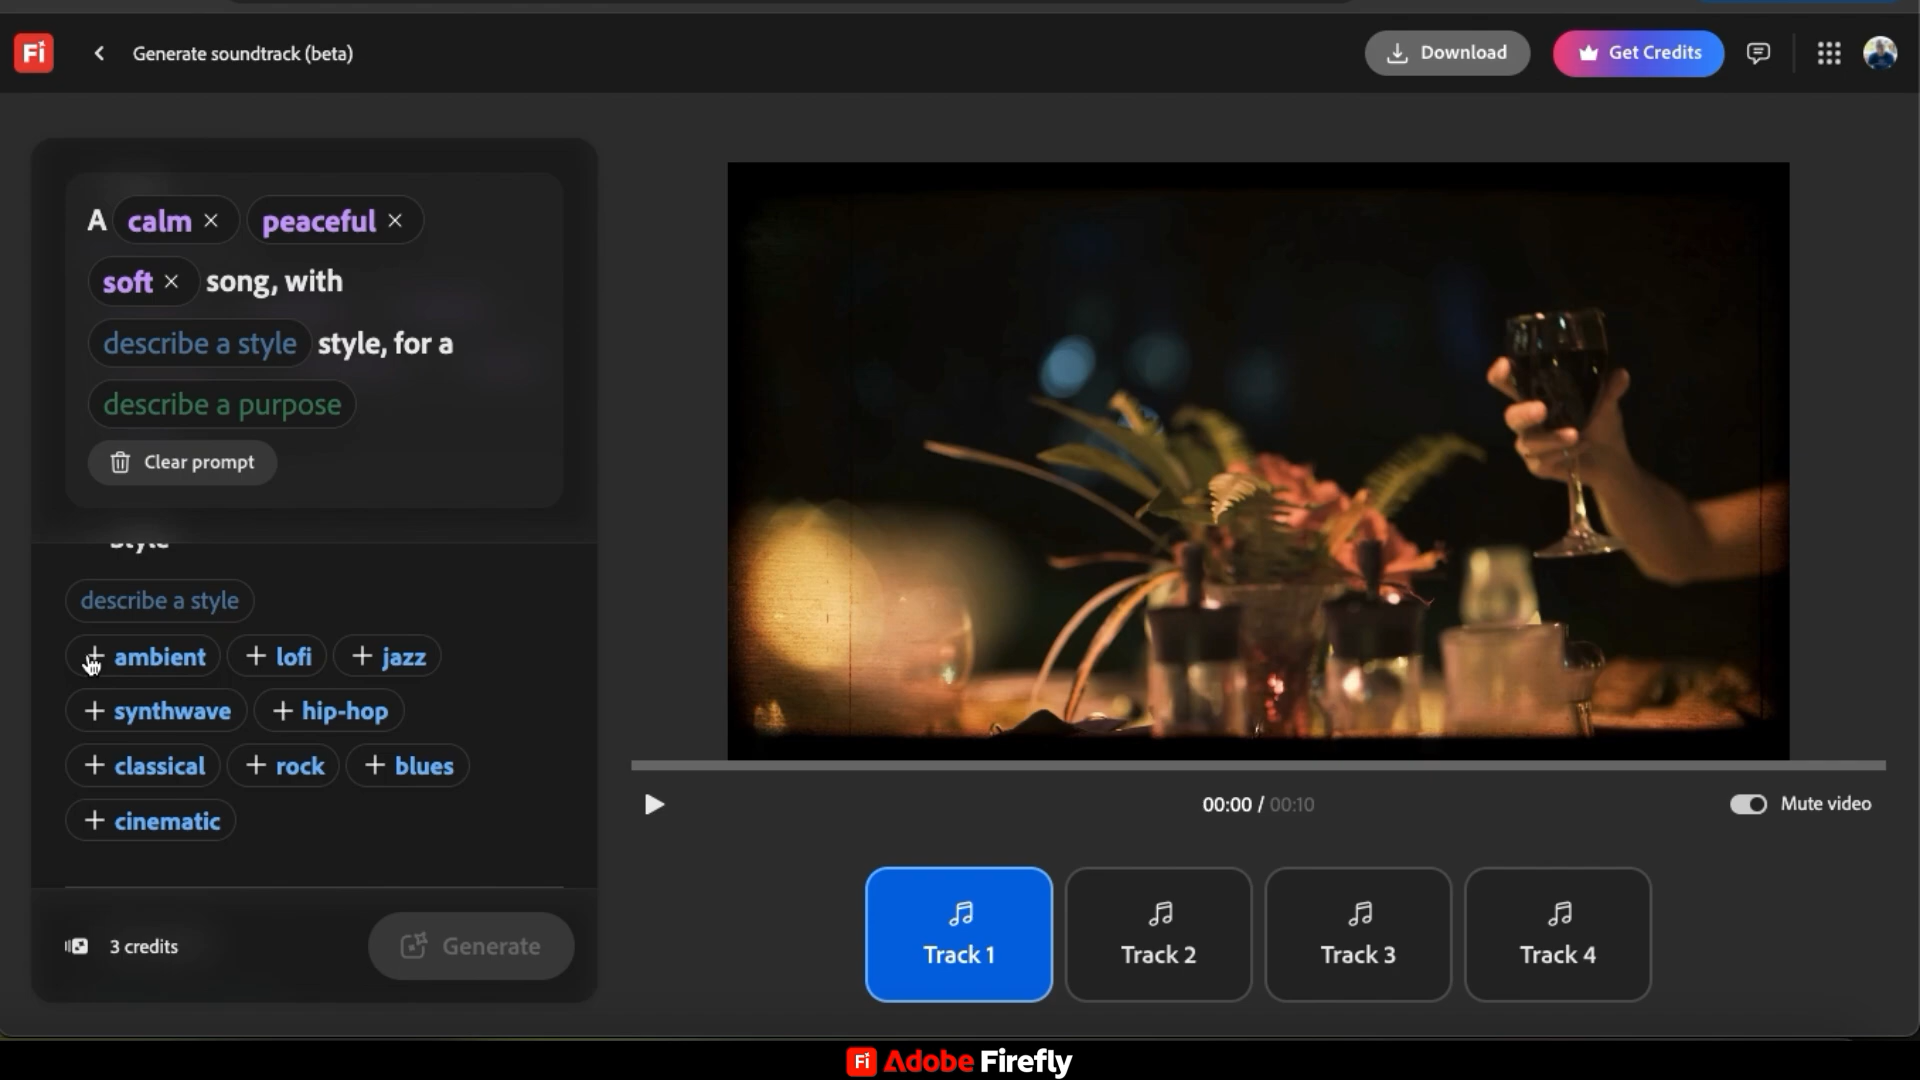 Fi
Generate soundtrack (beta)
Download
Get Credits
A calm × peaceful ×
soft × song, with
describe a style style, for a
describe a purpose
Clear prompt
Style
describe a style
+ ambient + lofi + jazz
+ synthwave + hip-hop
+ classical + rock + blues
+ cinematic
3 credits
Generate
00:00 / 00:10
Mute video
Track 1
Track 2
Track 3
Track 4
Fi Adobe Firefly